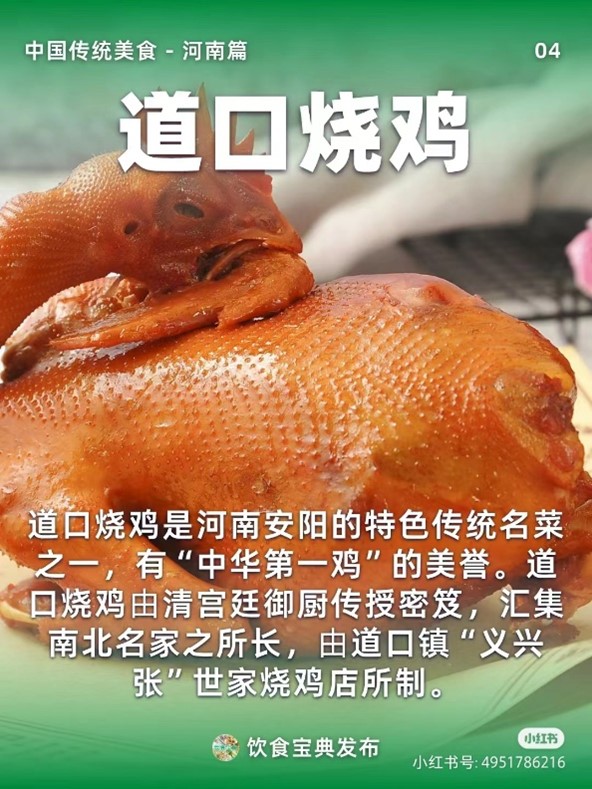 中国传统美食 - 河南篇
04
道口烧鸡
道口烧鸡是河南安阳的特色传统名菜
之一，有“中华第一鸡”的美誉。道
口烧鸡由清宫廷御厨传授密笈，汇集
南北名家之所长，由道口镇“义兴
张”世家烧鸡店所制。
饮食宝典发布
小红书
小红书号: 4951786216